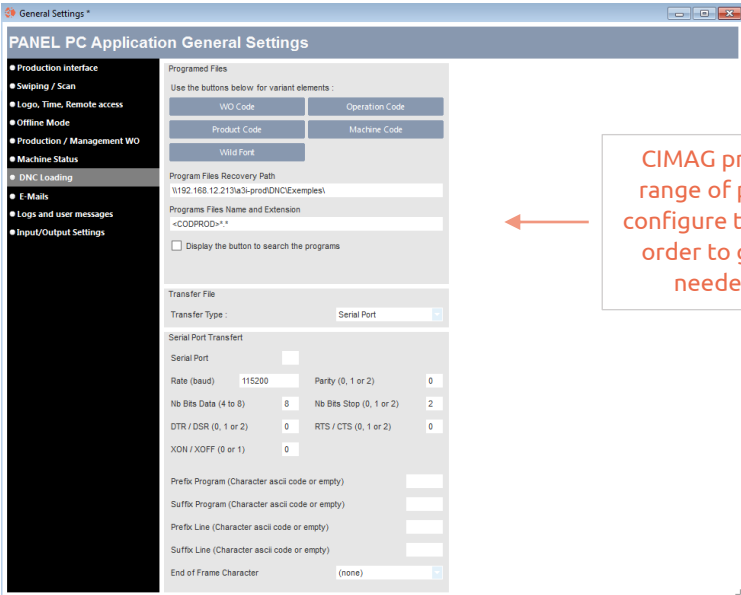 General Settings *
PANEL PC Application General Settings
Production interface
Swiping / Scan
Logo, Time, Remote access
Offline Mode
Production / Management WO
Machine Status
DNC Loading
E-Mails
Logs and user messages
Input/Output Settings
Programed Files
Use the buttons below for variant elements :
WO Code
Operation Code
Product Code
Machine Code
Wild Font
Program Files Recovery Path
\\192.168.12.213\a3i-prod\DNC\Exemples\
Programs Files Name and Extension
<CODPROD>*.*
Display the button to search the programs
Transfer File
Transfer Type : Serial Port
Serial Port Transfert
Serial Port
Rate (baud) 115200 Parity (0, 1 or 2) 0
Nb Bits Data (4 to 8) 8 Nb Bits Stop (0, 1 or 2) 2
DTR / DSR (0, 1 or 2) 0 RTS / CTS (0, 1 or 2) 0
XON / XOFF (0 or 1) 0
Prefix Program (Character ascii code or empty)
Suffix Program (Character ascii code or empty)
Prefix Line (Character ascii code or empty)
Suffix Line (Character ascii code or empty)
End of Frame Character (none)
CIMAG pr
range of p
configure t
order to g
neede